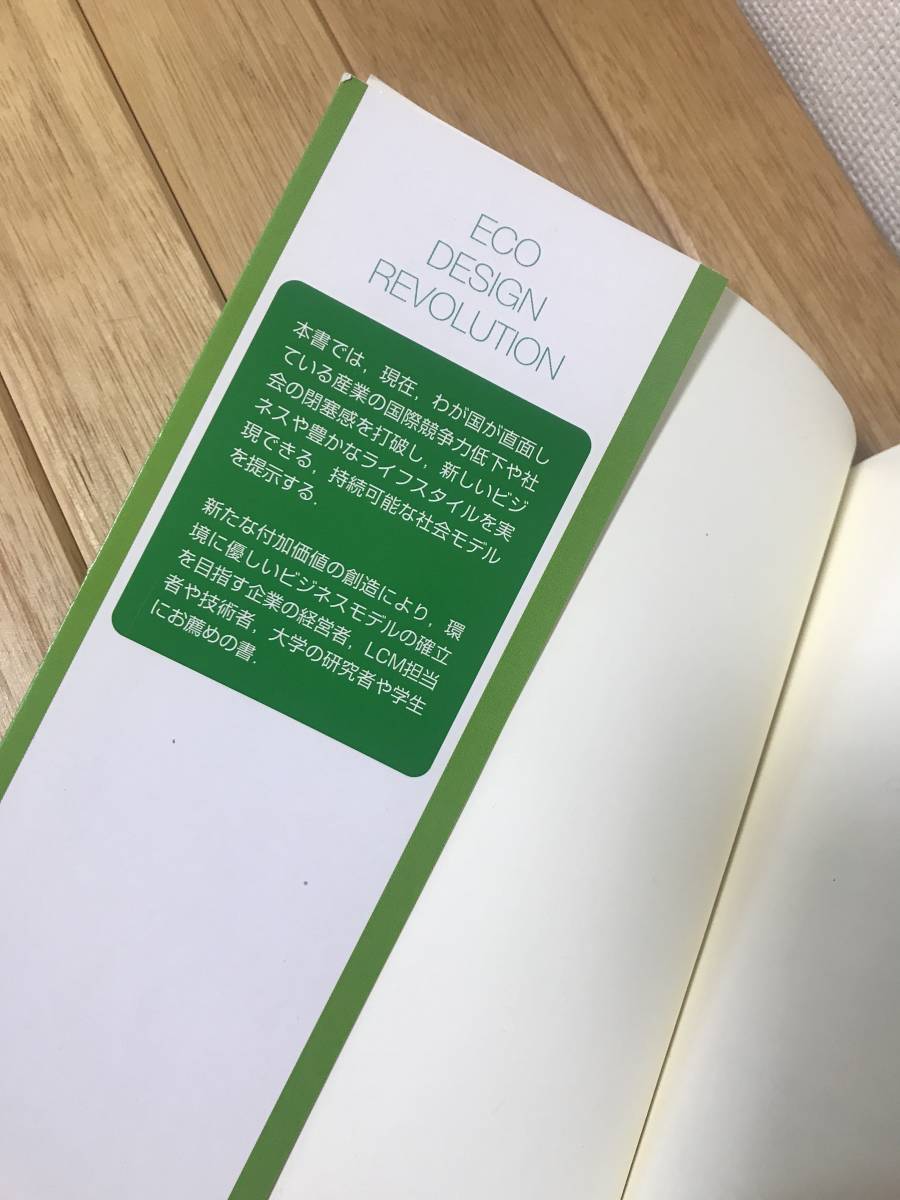 ECO
DESIGN
REVOLUTION
本書では，現在，わが国が直面し
ている産業の国際競争力低下や社
会の閉塞感を打破し，新しいビジ
ネスや豊かなライフスタイルを実
現できる，持続可能な社会モデル
を提示する．
新たな付加価値の創造により，環
境に優しいビジネスモデルの確立
を目指す企業の経営者，LCM担当
者や技術者，大学の研究者や学生
にお薦めの書．